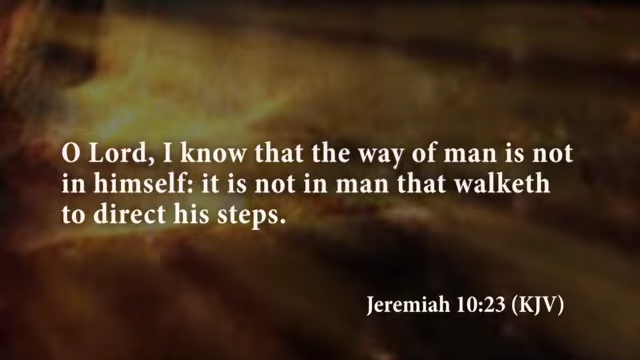 O Lord, I know that the way of man is not
in himself: it is not in man that walketh
to direct his steps.
Jeremiah 10:23 (KJV)